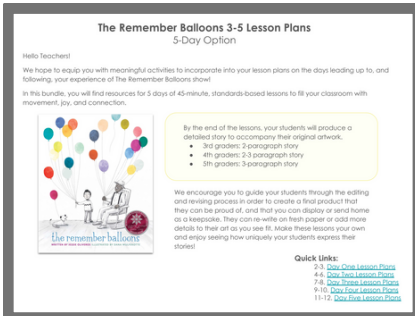 The Remember Balloons 3-5 Lesson Plans
5-Day Option
Hello Teachers!
We hope to equip you with meaningful activities to incorporate into your lesson plans on the days leading up to, and
following, your experience of The Remember Balloons show!
In this bundle, you will find resources for 5 days of 45-minute, standards-based lessons to fill your classroom with
movement, joy, and connection.
By the end of the lessons, your students will produce a
detailed story to accompany their original artwork.
● 3rd graders: 2-paragraph story
● 4th graders: 2-3 paragraph story
● 5th graders: 3-paragraph story
the remember balloons
We encourage you to guide your students through the editing
and revising process in order to create a final product that
they can be proud of, and that you can display or send home
as a keepsake. They can re-write on fresh paper or add more
details to their art as you see fit. Make these lessons your own
and enjoy seeing how uniquely your students express their
stories!
Quick Links:
2-3. Day One Lesson Plans
4-6. Day Two Lesson Plans
7-8. Day Three Lesson Plans
9-10. Day Four Lesson Plans
11-12. Day Five Lesson Plans